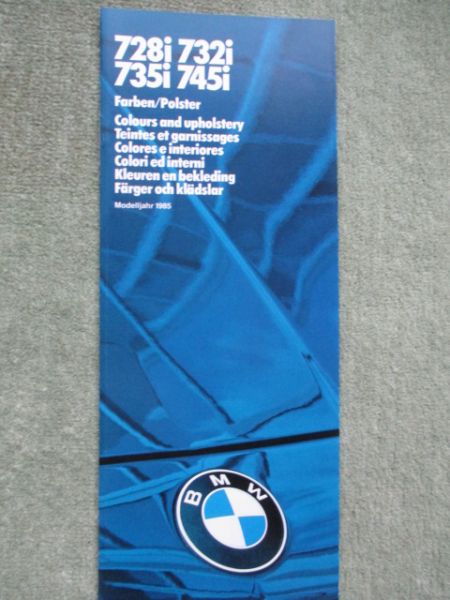 728i 732i
735i 745i
Farben/Polster
Colours and upholstery
Teintes et garnissages
Colores e interiores
Colori ed interni
Kleuren en bekleding
Färger och klädslar
Modelljahr 1985
BMW